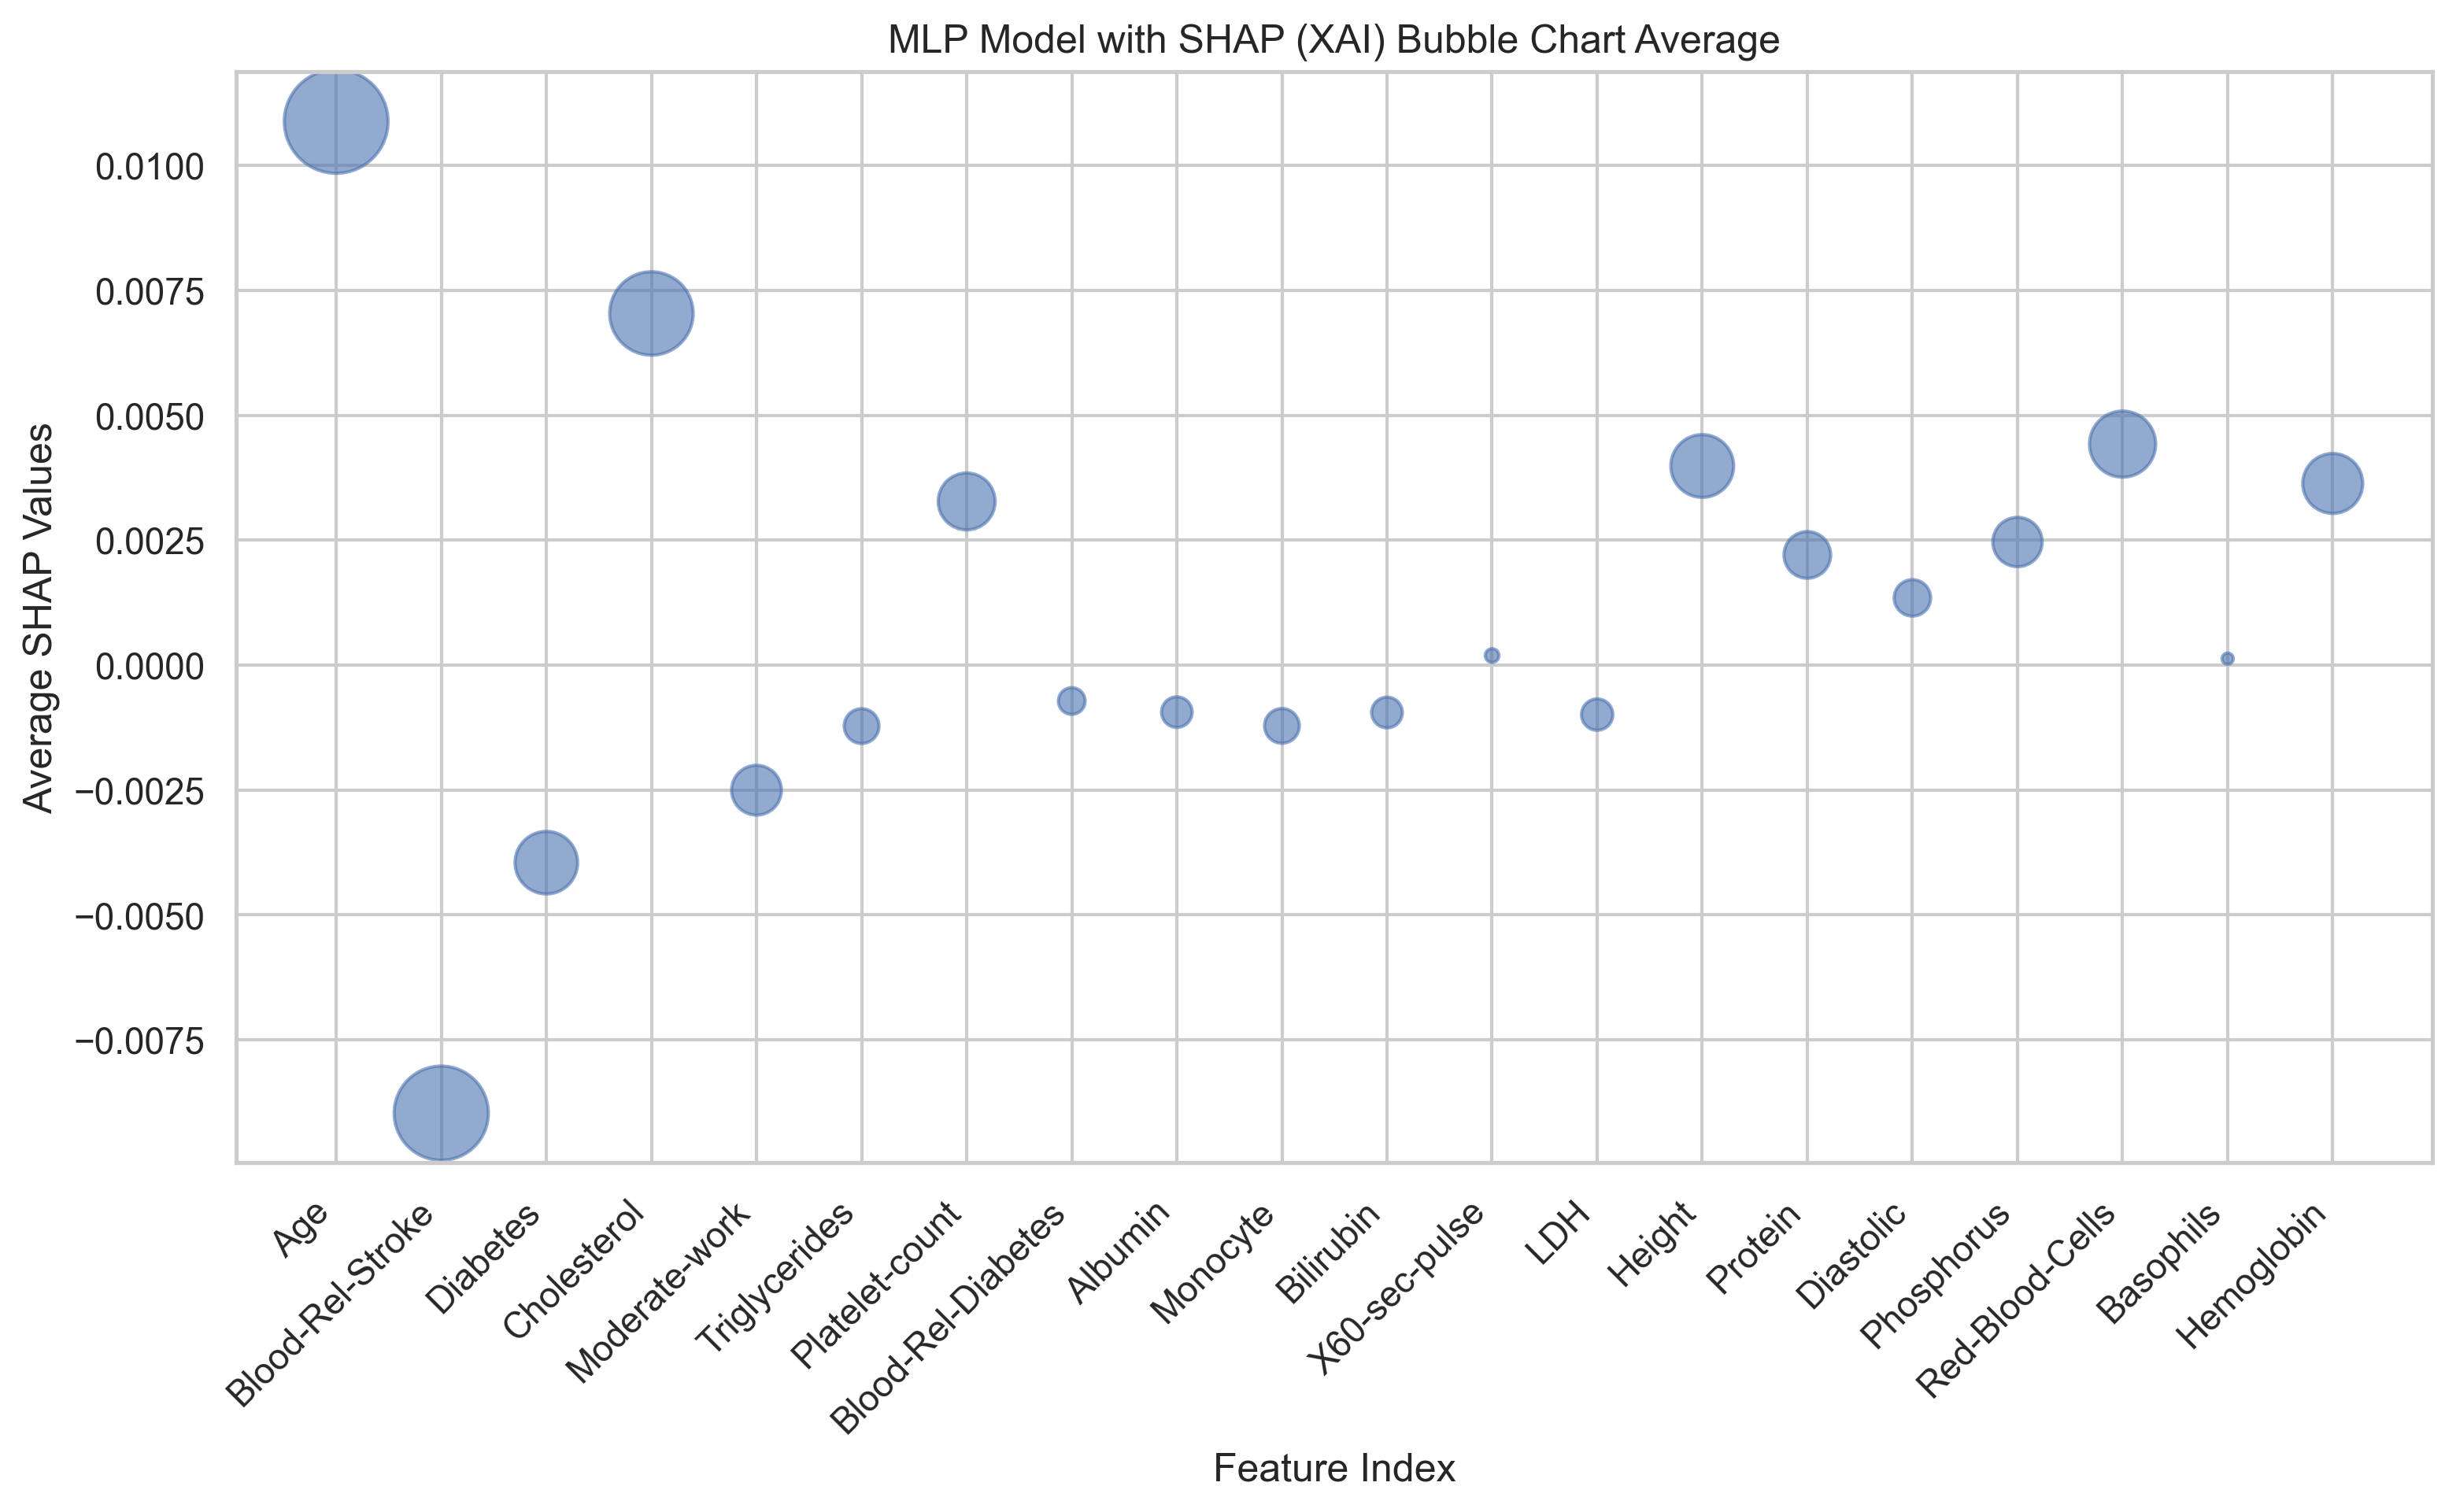 MLP Model with SHAP (XAI) Bubble Chart Average
Average SHAP Values
0.0100
0.0075
0.0050
0.0025
0.0000
−0.0025
−0.0050
−0.0075
Age
Blood-Rel-Stroke
Diabetes
Cholesterol
Moderate-work
Triglycerides
Platelet-count
Blood-Rel-Diabetes
Albumin
Monocyte
Bilirubin
X60-sec-pulse
LDH
Height
Protein
Diastolic
Phosphorus
Red-Blood-Cells
Basophils
Hemoglobin
Feature Index